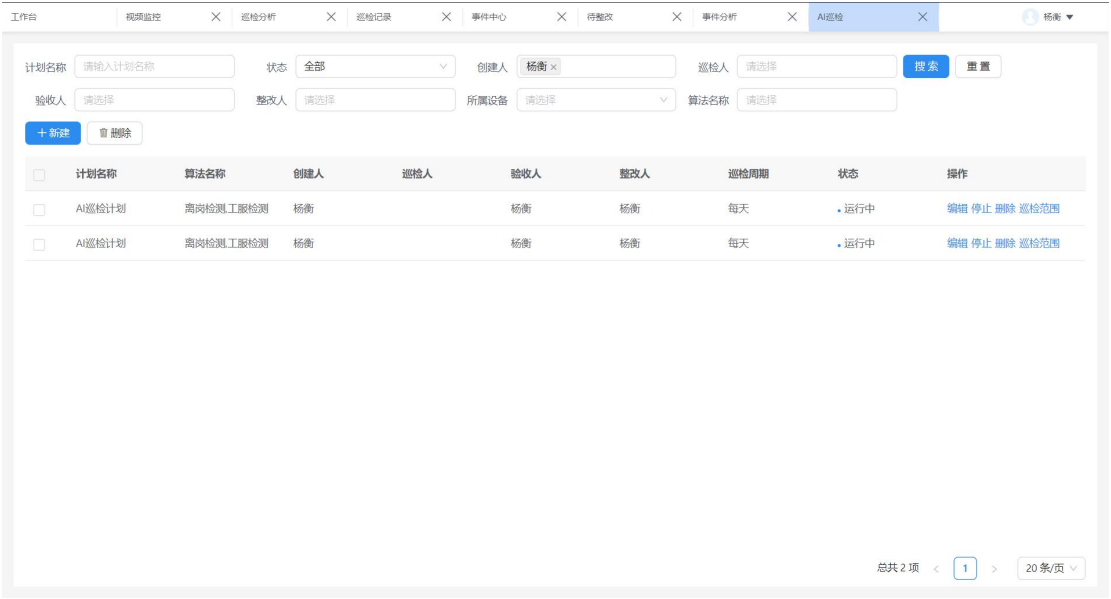 工作台 视频监控 巡检分析 巡检记录 事件中心 待整改 事件分析 AI巡检 杨衡
计划名称 请输入计划名称 状态 全部 创建人 杨衡 × 巡检人 请选择 搜索 重置
验收人 请选择 整改人 请选择 所属设备 请选择 算法名称 请选择
+新建 删除
计划名称 算法名称 创建人 巡检人 验收人 整改人 巡检周期 状态 操作
AI巡检计划 离岗检测,工服检测 杨衡 杨衡 杨衡 每天 运行中 编辑 停止 删除 巡检范围
AI巡检计划 离岗检测,工服检测 杨衡 杨衡 杨衡 每天 运行中 编辑 停止 删除 巡检范围
总共 2 项 < 1 > 20 条/页